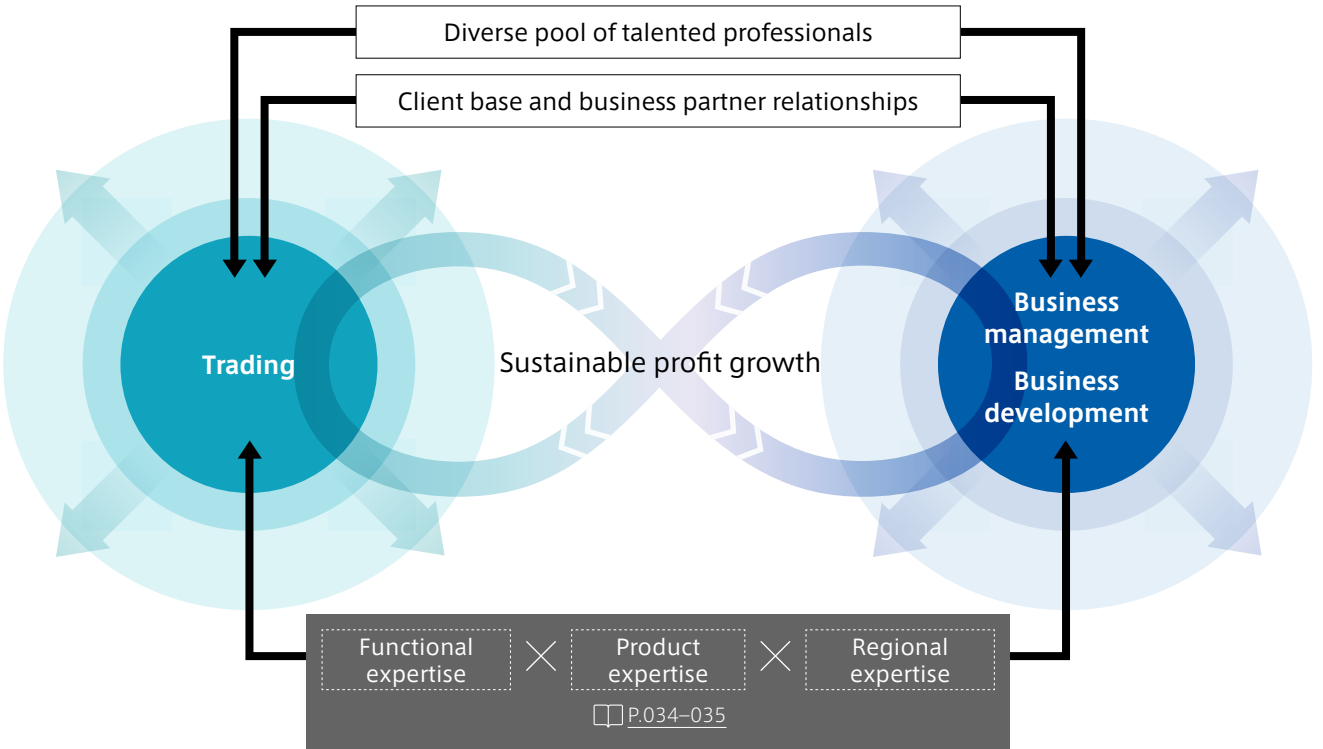 Diverse pool of talented professionals
Client base and business partner relationships
Trading
Sustainable profit growth
Business
management
Business
development
Functional
expertise
Product
expertise
Regional
expertise
P.034–035